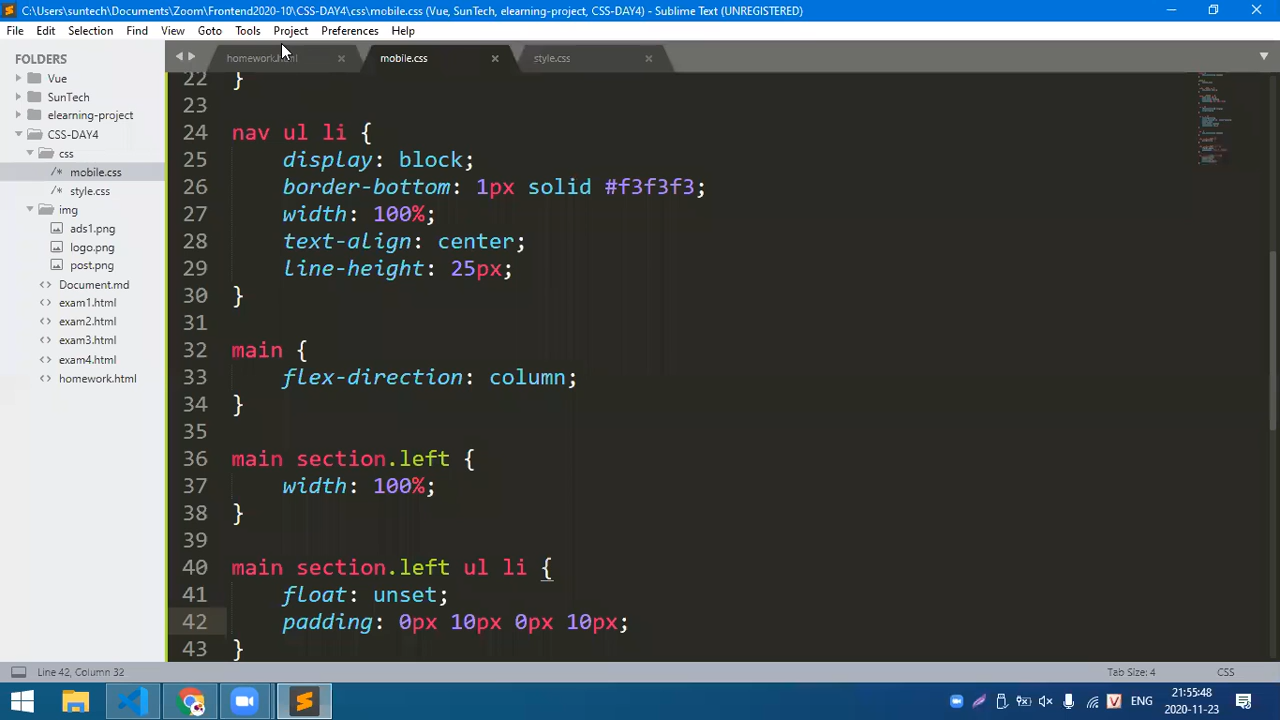 C:\Users\suntech\Documents\Zoom\Frontend2020-10\CSS-DAY4\css\mobile.css (Vue, SunTech, elearning-project, CSS-DAY4) - Sublime Text (UNREGISTERED)
File Edit Selection Find View Goto Tools Project Preferences Help
FOLDERS
Vue
SunTech
elearning-project
CSS-DAY4
css
/* mobile.css
/* style.css
img
ads1.png
logo.png
post.png
<> Document.md
<> exam1.html
<> exam2.html
<> exam3.html
<> exam4.html
<> homework.html
homework.html mobile.css style.css
22 }
23
24 nav ul li {
25 display: block;
26 border-bottom: 1px solid #f3f3f3;
27 width: 100%;
28 text-align: center;
29 line-height: 25px;
30 }
31
32 main {
33 flex-direction: column;
34 }
35
36 main section.left {
37 width: 100%;
38 }
39
40 main section.left ul li {
41 float: unset;
42 padding: 0px 10px 0px 10px;
43 }
Line 42, Column 32 Tab Size: 4 CSS
ENG
21:55:48
2020-11-23